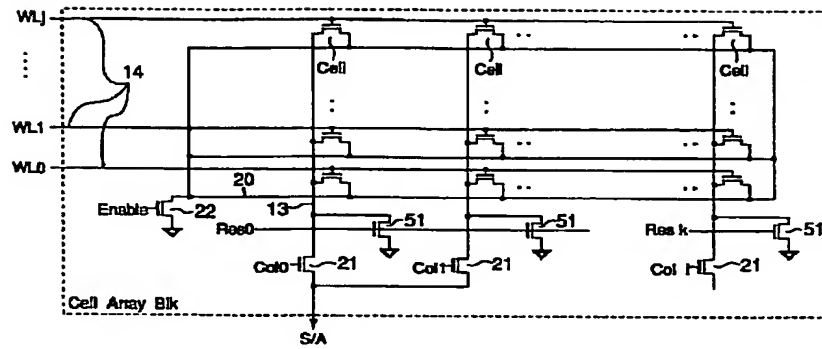 WLJ
14
Cell Cell Cell
WL1
WL0
20
Enable 22 13 51 51
Res0 Res k 51
Col0 21 Col1 21 Col l 21
Cell Array Blk
S/A